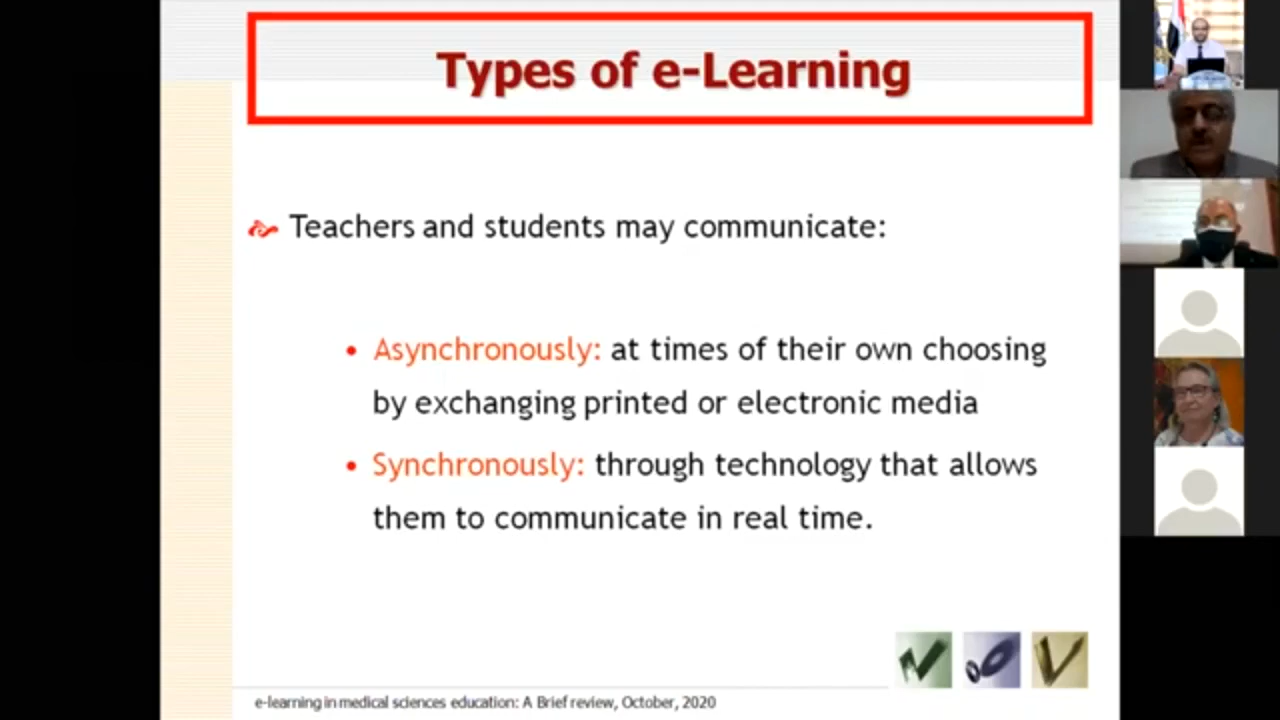 Types of e-Learning
Teachers and students may communicate:
• Asynchronously: at times of their own choosing
by exchanging printed or electronic media
• Synchronously: through technology that allows
them to communicate in real time.
e-learning in medical sciences education: A Brief review, October, 2020